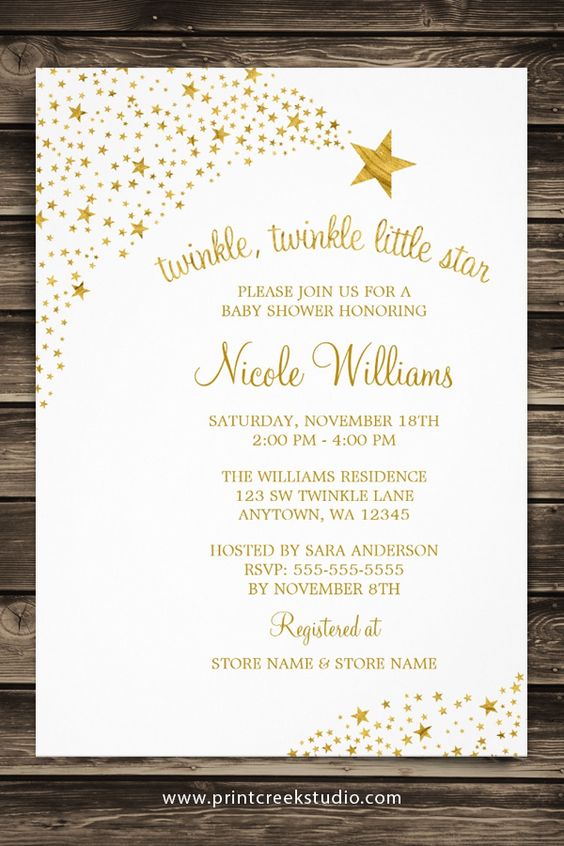 twinkle, twinkle little star
PLEASE JOIN US FOR A
BABY SHOWER HONORING
Nicole Williams
SATURDAY, NOVEMBER 18TH
2:00 PM - 4:00 PM
THE WILLIAMS RESIDENCE
123 SW TWINKLE LANE
ANYTOWN, WA 12345
HOSTED BY SARA ANDERSON
RSVP: 555-555-5555
BY NOVEMBER 8TH
Registered at
STORE NAME & STORE NAME
www.printcreekstudio.com